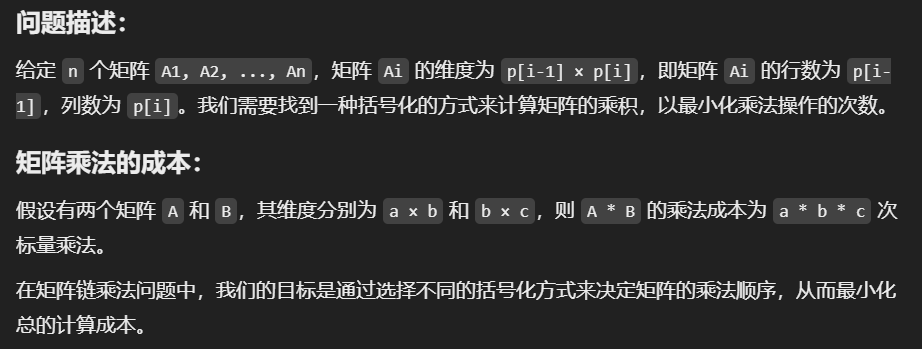 问题描述：
给定 n 个矩阵 A1, A2, ..., An，矩阵 Ai 的维度为 p[i-1] × p[i]，即矩阵 Ai 的行数为 p[i-
1]，列数为 p[i]。我们需要找到一种括号化的方式来计算矩阵的乘积，以最小化乘法操作的次数。
矩阵乘法的成本：
假设有两个矩阵 A 和 B，其维度分别为 a × b 和 b × c，则 A * B 的乘法成本为 a * b * c 次
标量乘法。
在矩阵链乘法问题中，我们的目标是通过选择不同的括号化方式来决定矩阵的乘法顺序，从而最小化
总的计算成本。